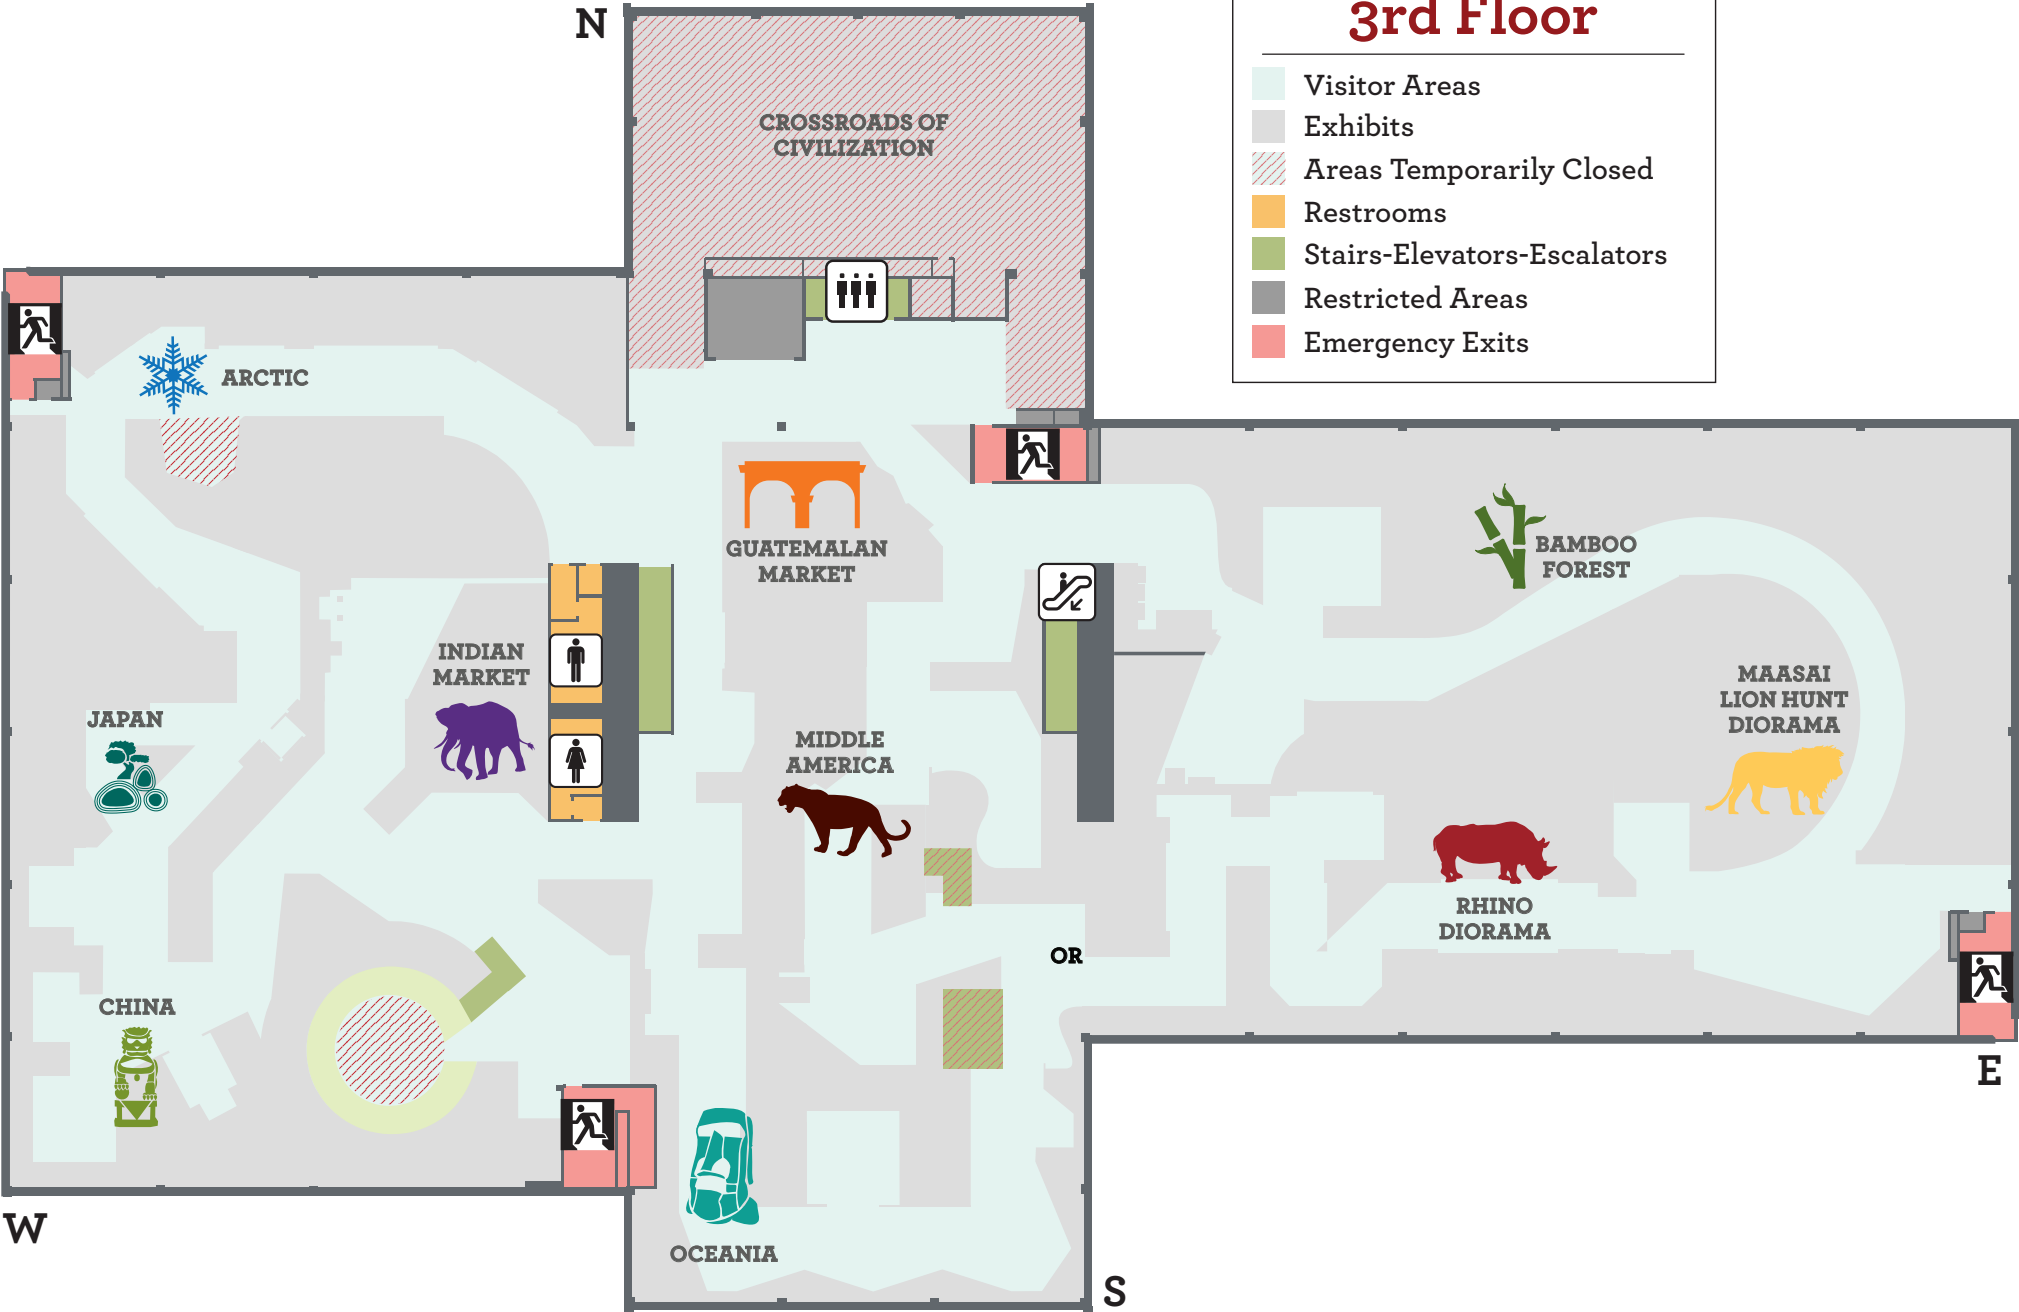 N
3rd Floor
Visitor Areas
Exhibits
Areas Temporarily Closed
Restrooms
Stairs-Elevators-Escalators
Restricted Areas
Emergency Exits
CROSSROADS OF
CIVILIZATION
ARCTIC
GUATEMALAN
MARKET
BAMBOO
FOREST
INDIAN
MARKET
MAASAI
LION HUNT
DIORAMA
JAPAN
MIDDLE
AMERICA
RHINO
DIORAMA
OR
CHINA
E
W
OCEANIA
S